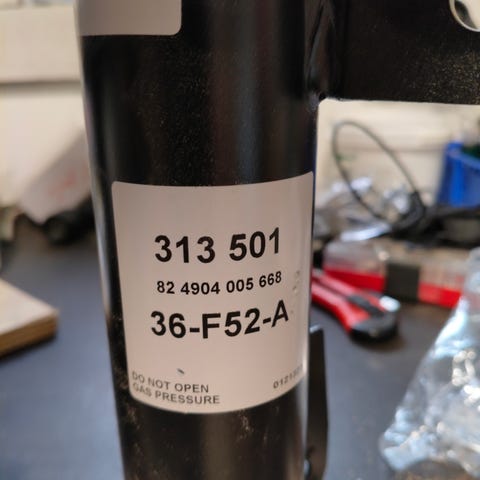 313 501
82 4904 005 668
36-F52-A
DO NOT OPEN
GAS PRESSURE